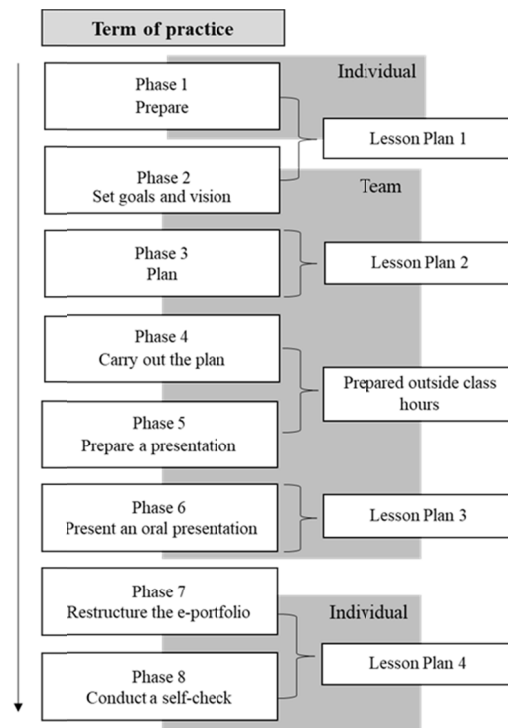 Term of practice
Individual
Phase 1
Prepare
Lesson Plan 1
Phase 2
Set goals and vision
Team
Phase 3
Plan
Lesson Plan 2
Phase 4
Carry out the plan
Prepared outside class
hours
Phase 5
Prepare a presentation
Phase 6
Present an oral presentation
Lesson Plan 3
Phase 7
Restructure the e-portfolio
Individual
Lesson Plan 4
Phase 8
Conduct a self-check